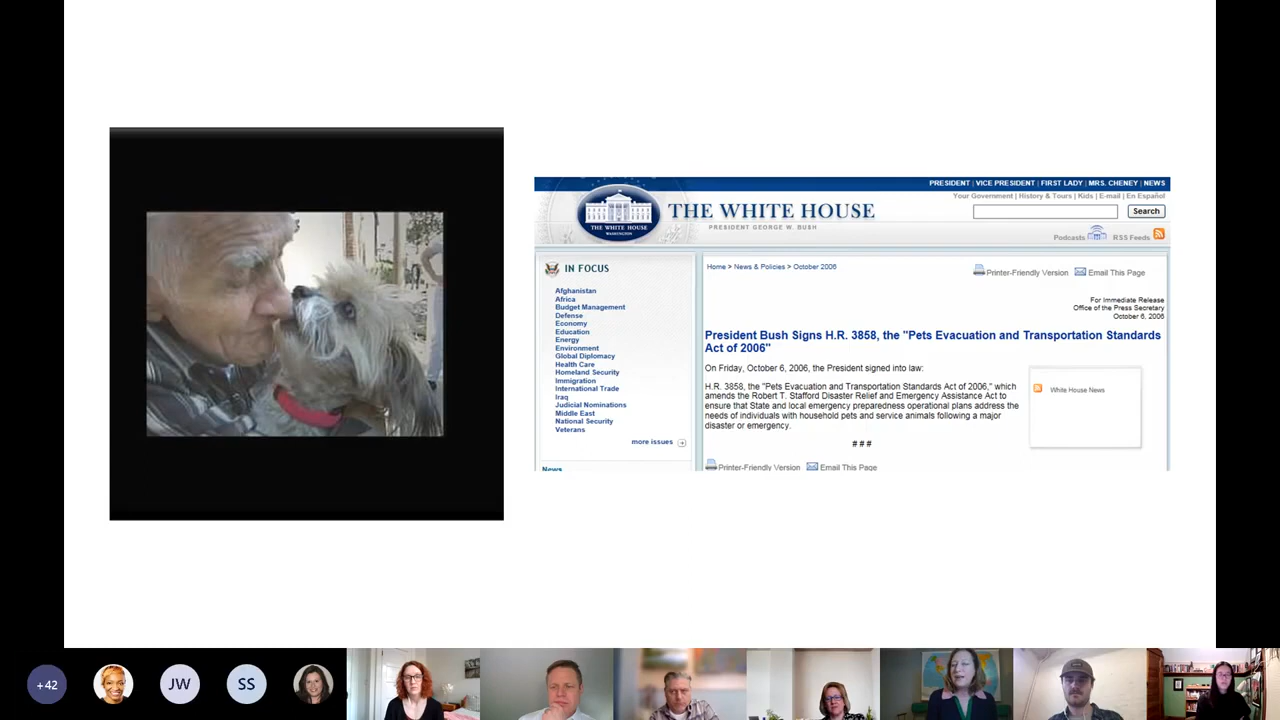 PRESIDENT | VICE PRESIDENT | FIRST LADY | MRS. CHENEY | NEWS
Your Government | History & Tours | Kids | E-mail | En Español
THE WHITE HOUSE
PRESIDENT GEORGE W. BUSH
Search
THE WHITE HOUSE
WASHINGTON
Podcasts
RSS Feeds
IN FOCUS
Afghanistan
Africa
Budget Management
Defense
Economy
Education
Energy
Environment
Global Diplomacy
Health Care
Homeland Security
Immigration
International Trade
Iraq
Judicial Nominations
Middle East
National Security
Veterans
more issues
News
Home > News & Policies > October 2006
Printer-Friendly Version
Email This Page
For Immediate Release
Office of the Press Secretary
October 6, 2006
President Bush Signs H.R. 3858, the "Pets Evacuation and Transportation Standards
Act of 2006"
On Friday, October 6, 2006, the President signed into law:
H.R. 3858, the "Pets Evacuation and Transportation Standards Act of 2006," which
amends the Robert T. Stafford Disaster Relief and Emergency Assistance Act to
ensure that State and local emergency preparedness operational plans address the
needs of individuals with household pets and service animals following a major
disaster or emergency.
# # #
White House News
Printer-Friendly Version
Email This Page
+42
JW
SS